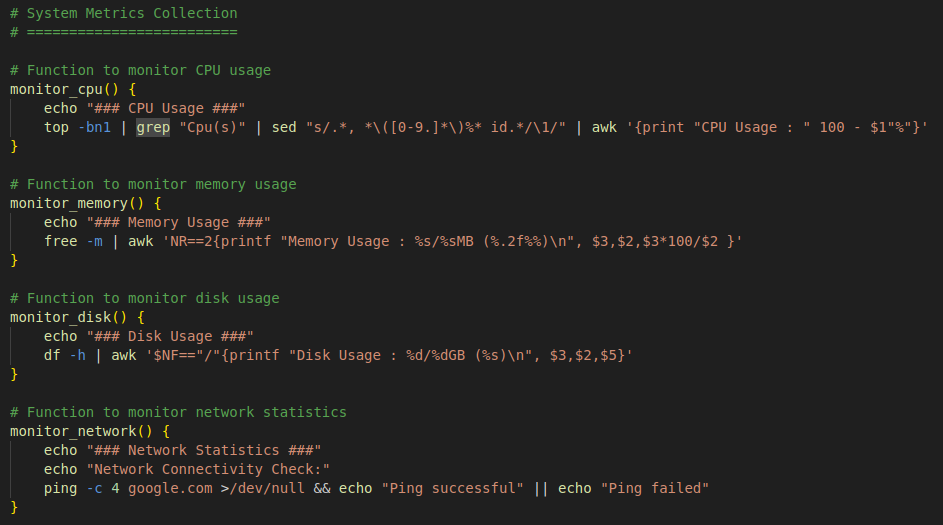 # System Metrics Collection
# =========================
# Function to monitor CPU usage
monitor_cpu() {
    echo "### CPU Usage ###"
    top -bn1 | grep "Cpu(s)" | sed "s/.*, *\([0-9.]*\)%* id.*/\1/" | awk '{print "CPU Usage : " 100 - $1"%"}'
}
# Function to monitor memory usage
monitor_memory() {
    echo "### Memory Usage ###"
    free -m | awk 'NR==2{printf "Memory Usage : %s/%sMB (%.2f%%)\n", $3,$2,$3*100/$2 }'
}
# Function to monitor disk usage
monitor_disk() {
    echo "### Disk Usage ###"
    df -h | awk '$NF=="/"{printf "Disk Usage : %d/%dGB (%s)\n", $3,$2,$5}'
}
# Function to monitor network statistics
monitor_network() {
    echo "### Network Statistics ###"
    echo "Network Connectivity Check:"
    ping -c 4 google.com >/dev/null && echo "Ping successful" || echo "Ping failed"
}